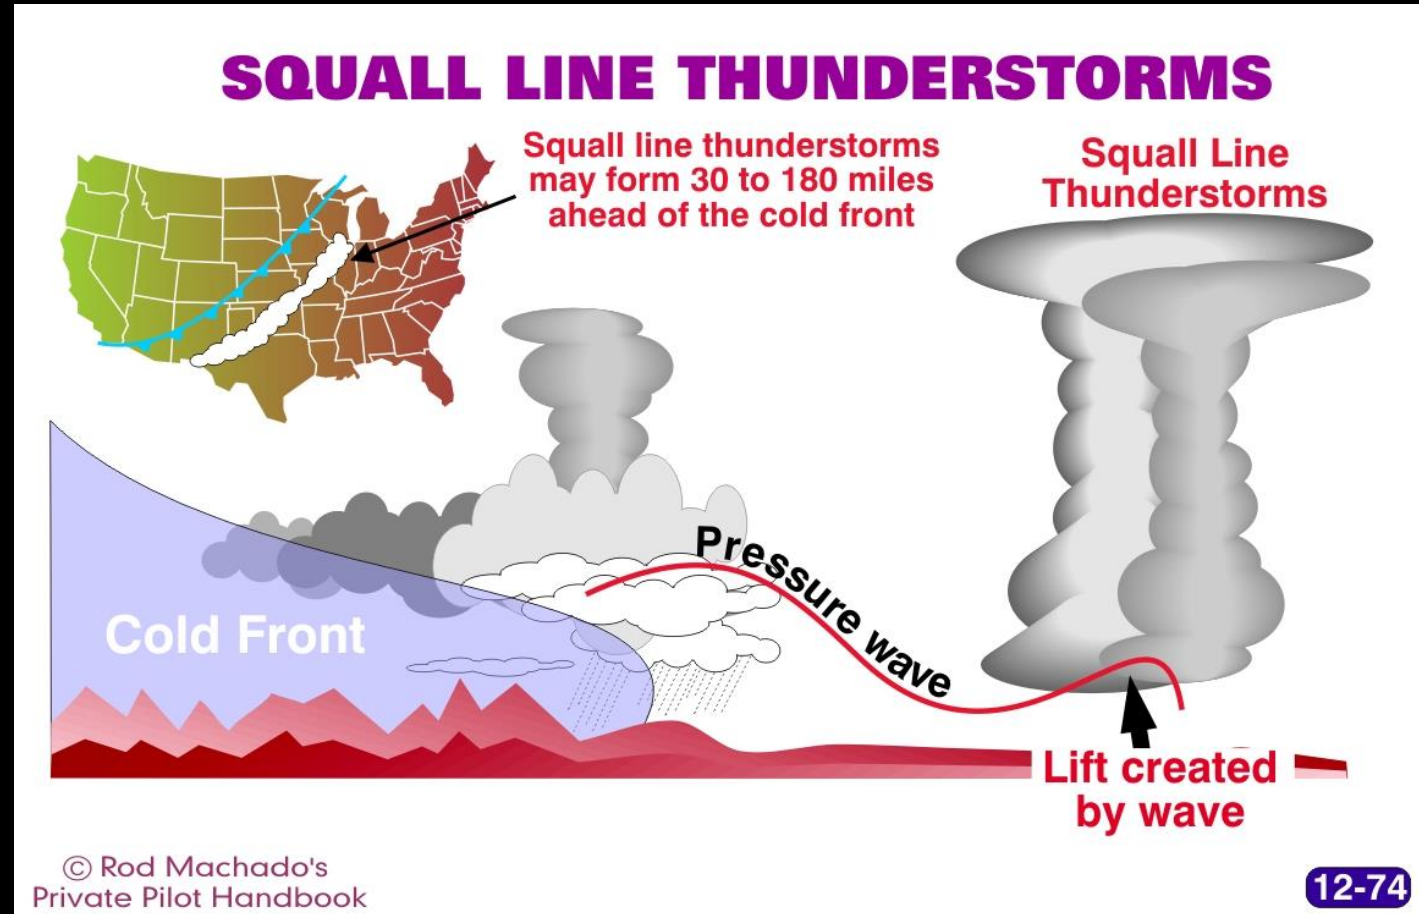 SQUALL LINE THUNDERSTORMS
Squall line thunderstorms
may form 30 to 180 miles
ahead of the cold front
Squall Line
Thunderstorms
Pressure wave
Cold Front
Lift created
by wave
© Rod Machado's
Private Pilot Handbook
12-74